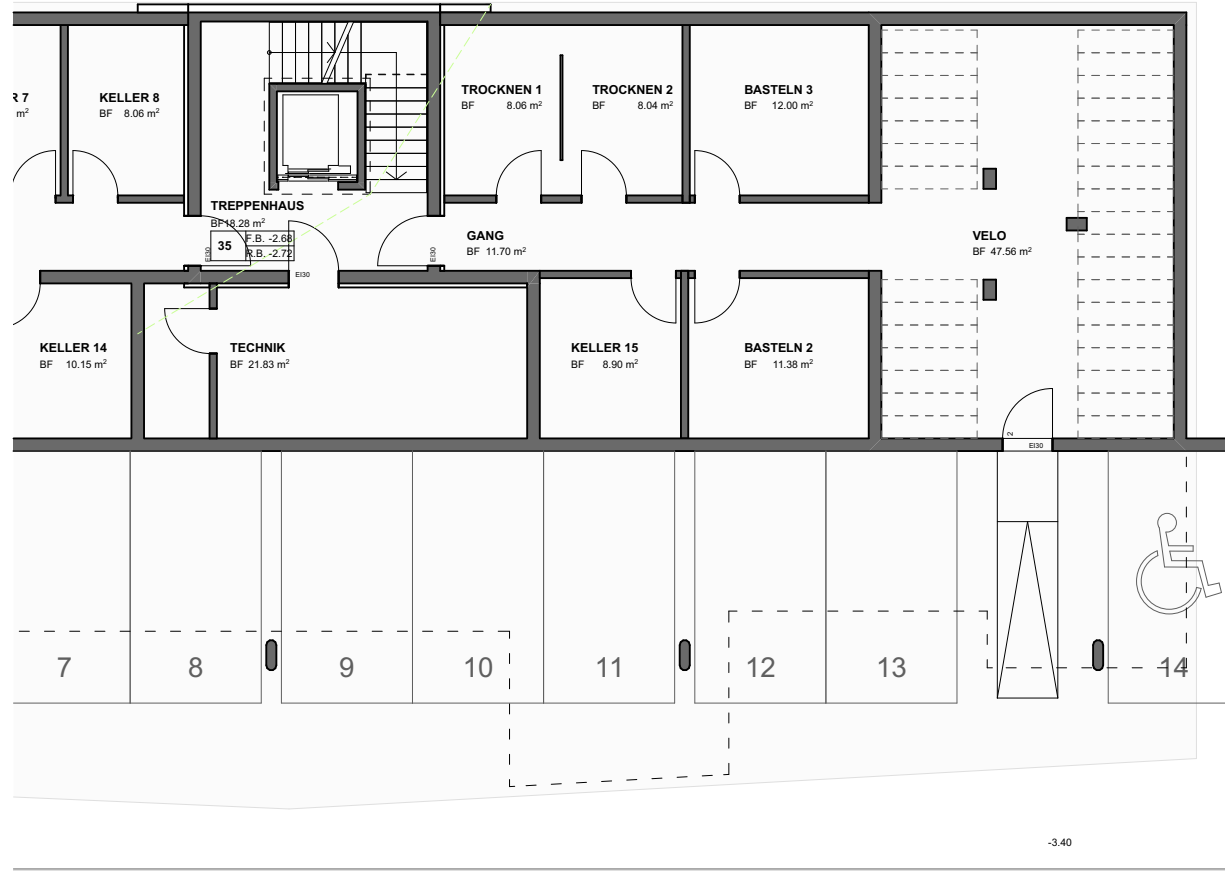 R 7
m²
KELLER 8
BF 8.06 m²
TROCKNEN 1
BF 8.06 m²
TROCKNEN 2
BF 8.04 m²
BASTELN 3
BF 12.00 m²
TREPPENHAUS
BF 18.28 m²
35
F.B. -2.68
R.B. -2.72
EI30
EI30
EI30
GANG
BF 11.70 m²
VELO
BF 47.56 m²
KELLER 14
BF 10.15 m²
TECHNIK
BF 21.83 m²
KELLER 15
BF 8.90 m²
BASTELN 2
BF 11.38 m²
2
EI30
7
8
9
10
11
12
13
14
-3.40